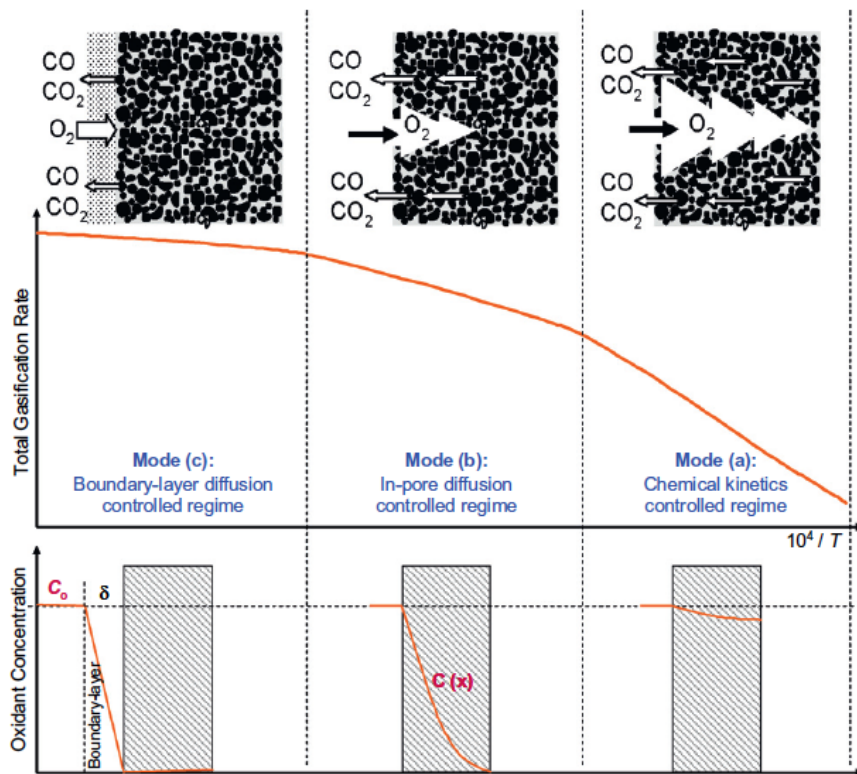 CO
CO2
O2
CO
CO2
CO
CO2
O2
CO
CO2
CO
CO2
O2
CO
CO2
Total Gasification Rate
Mode (c):
Boundary-layer diffusion
controlled regime
Mode (b):
In-pore diffusion
controlled regime
Mode (a):
Chemical kinetics
controlled regime
10⁴ / T
Oxidant Concentration
Co
δ
Boundary-layer
C (x)